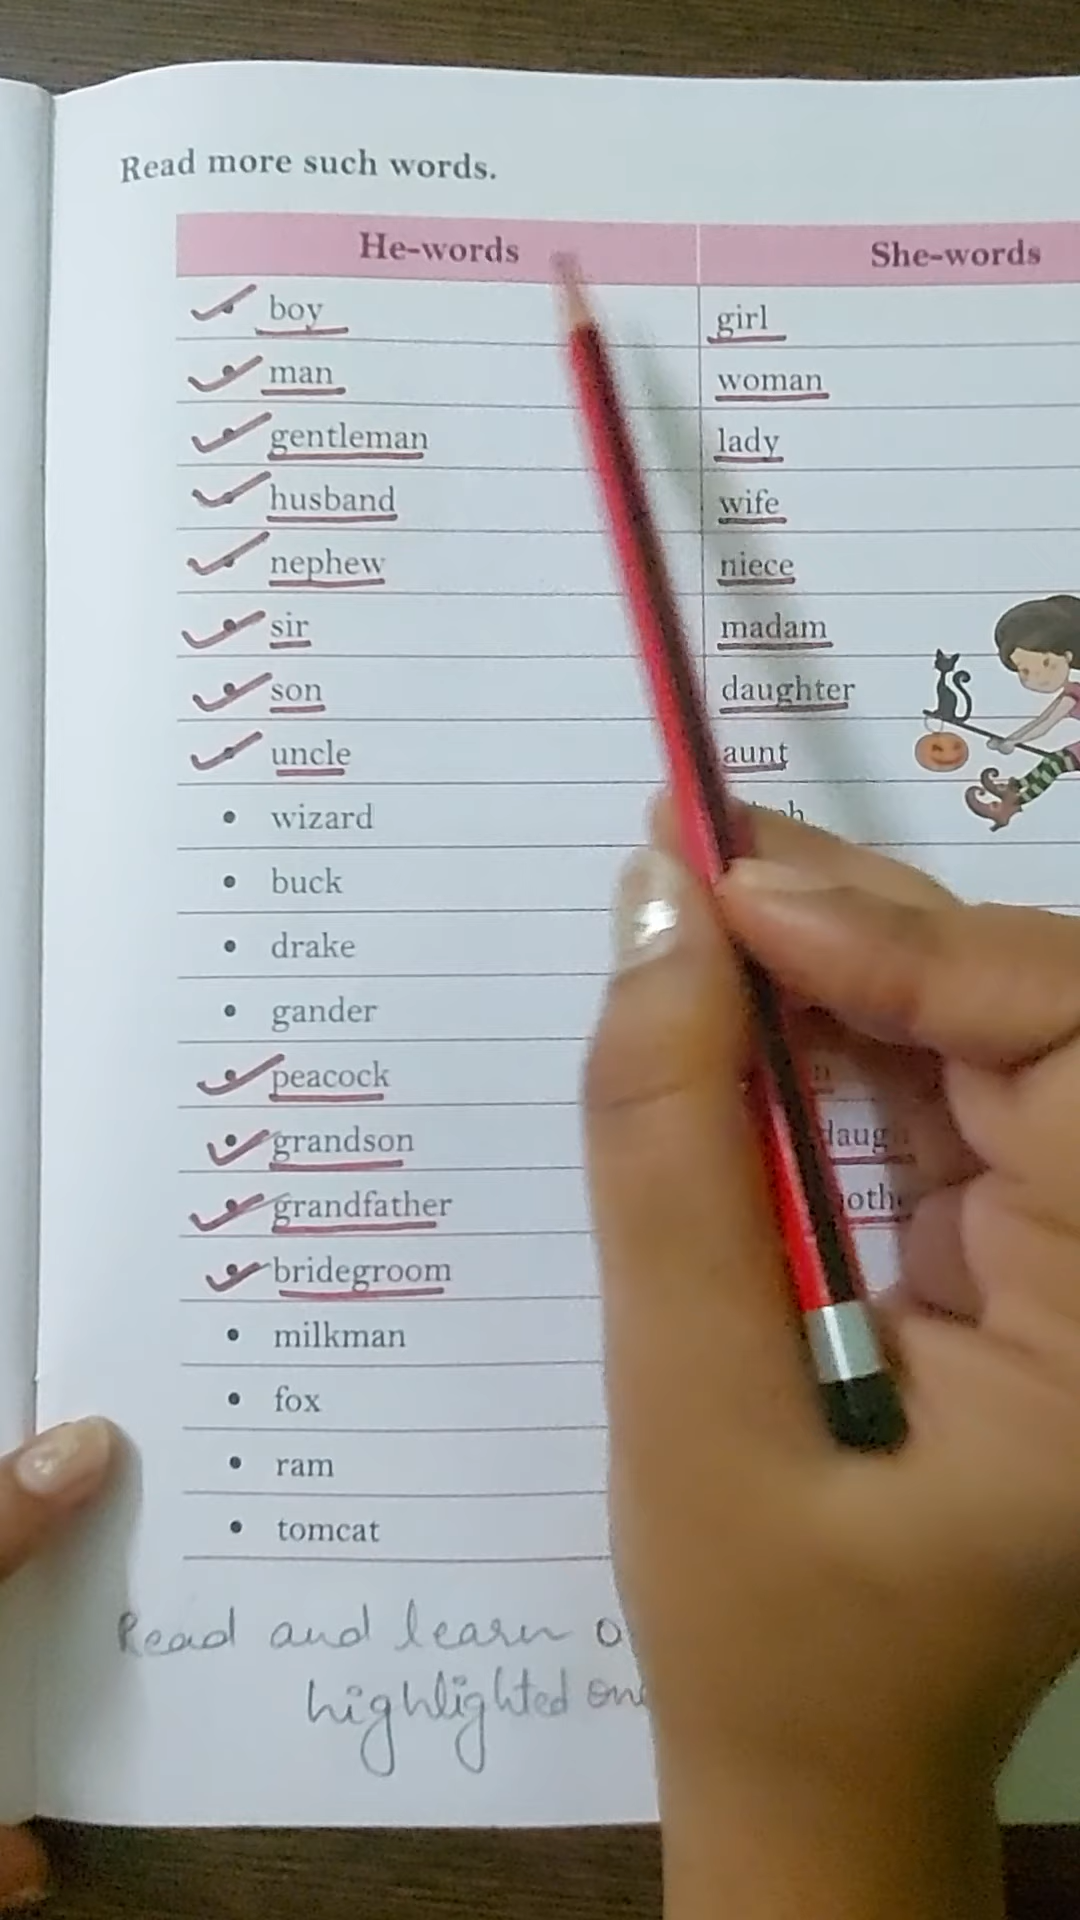 Read more such words.
He-words She-words
boy girl
man woman
gentleman lady
husband wife
nephew niece
sir madam
son daughter
uncle aunt
wizard
buck
drake
gander
peacock
grandson
grandfather
bridegroom
milkman
fox
ram
tomcat
Read and learn
highlighted